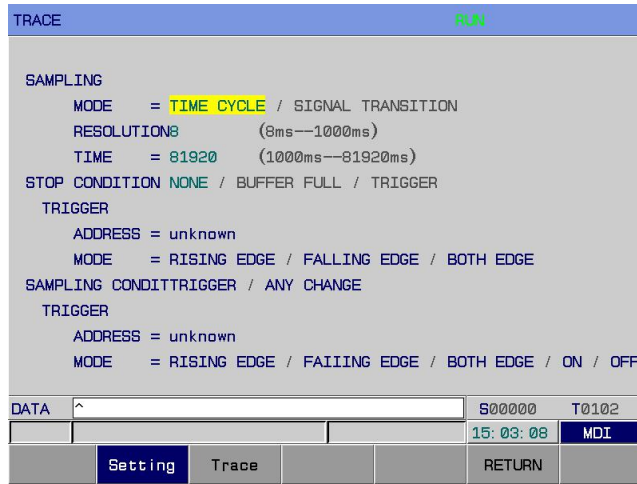 TRACE RUN
SAMPLING
MODE = TIME CYCLE / SIGNAL TRANSITION
RESOLUTION8 (8ms--1000ms)
TIME = 81920 (1000ms--81920ms)
STOP CONDITION NONE / BUFFER FULL / TRIGGER
TRIGGER
ADDRESS = unknown
MODE = RISING EDGE / FALLING EDGE / BOTH EDGE
SAMPLING CONDITTRIGGER / ANY CHANGE
TRIGGER
ADDRESS = unknown
MODE = RISING EDGE / FAIIING EDGE / BOTH EDGE / ON / OFF
DATA ^ S00000 T0102
15:03:08 MDI
Setting Trace RETURN